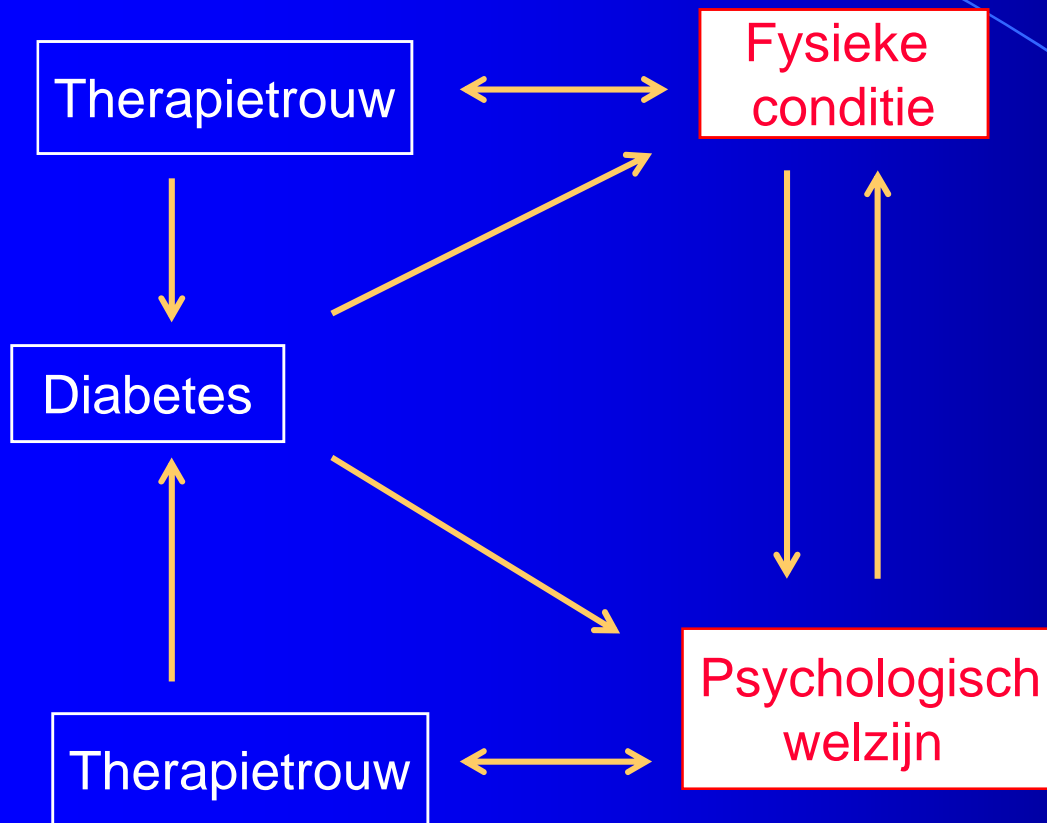 Therapietrouw
Fysieke
conditie
Diabetes
Psychologisch
welzijn
Therapietrouw